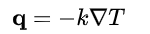 𝐪 = −k∇T